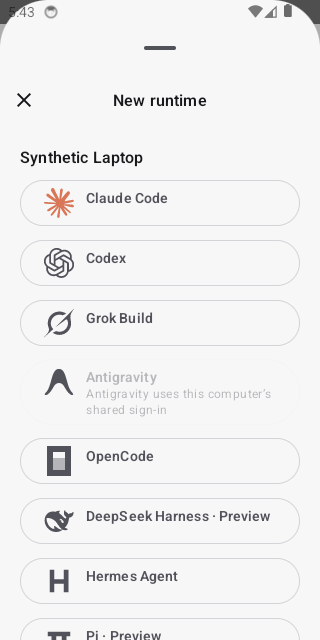 5:43
New runtime
Synthetic Laptop
Claude Code
Codex
Grok Build
Antigravity
Antigravity uses this computer's
shared sign-in
OpenCode
DeepSeek Harness · Preview
Hermes Agent
Pi · Preview